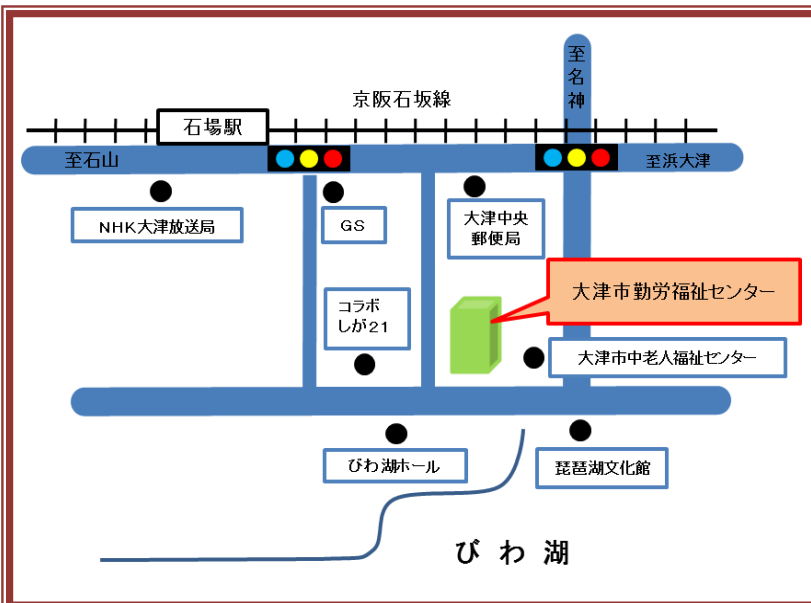 至
名
神
京阪石坂線
石場駅
至石山
至浜大津
NHK大津放送局
GS
大津中央
郵便局
大津市勤労福祉センター
コラボ
しが21
大津市中老人福祉センター
びわ湖ホール
琵琶湖文化館
びわ湖